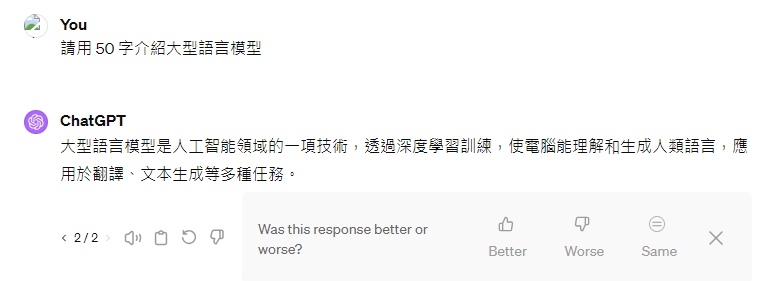 You
請用 50 字介紹大型語言模型
ChatGPT
大型語言模型是人工智能領域的一項技術，透過深度學習訓練，使電腦能理解和生成人類語言，應
用於翻譯、文本生成等多種任務。
2 / 2
Was this response better or
worse?
Better
Worse
Same